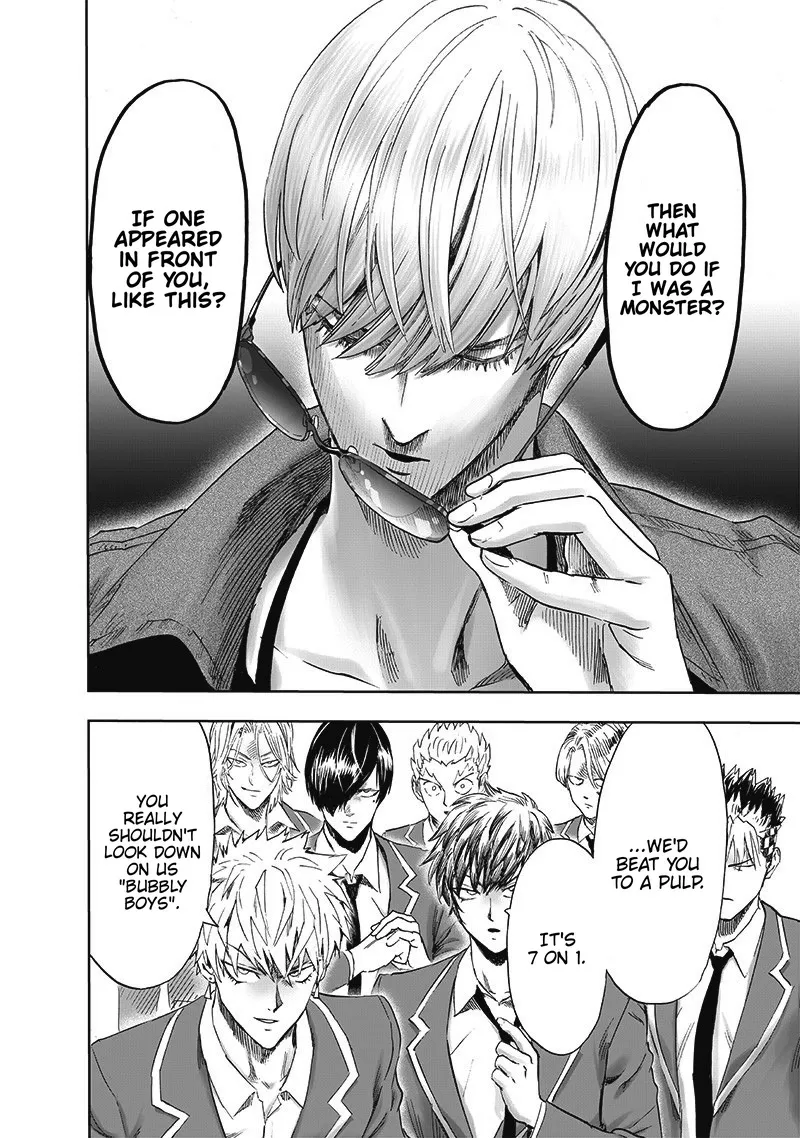 THEN
WHAT
WOULD
YOU DO IF
I WAS A
MONSTER?
IF ONE
APPEARED
IN FRONT
OF YOU,
LIKE THIS?
...WE'D
BEAT YOU
TO A PULP.
IT'S
7 ON 1.
YOU
REALLY
SHOULDN'T
LOOK DOWN
ON US
"BUBBLY
BOYS".